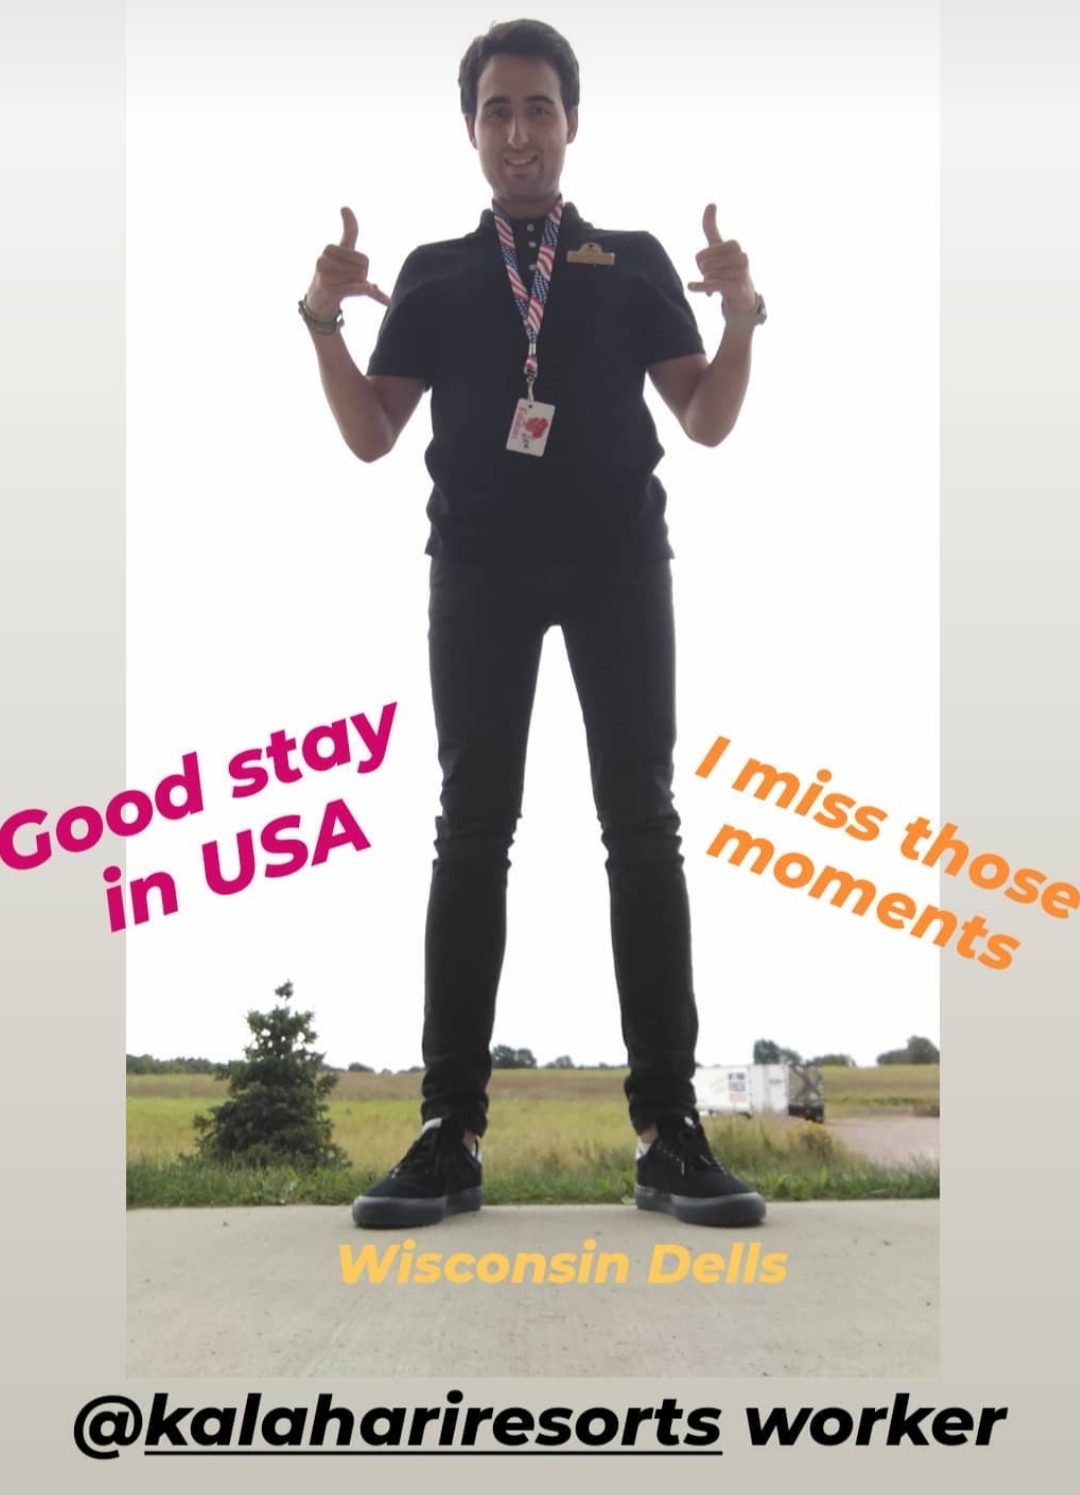 Good stay
in USA
I miss those
moments
Wisconsin Dells
@kalahariresorts worker